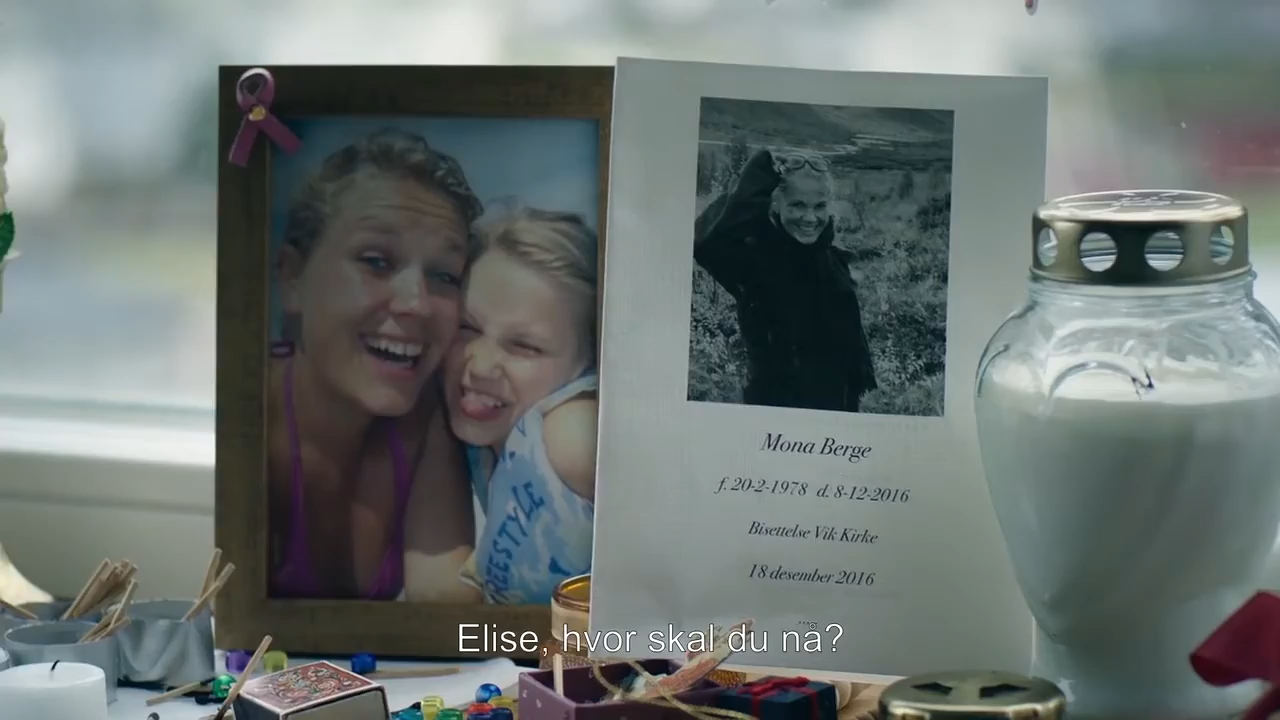 FREESTYLE
Mona Berge
f. 20-2-1978 d. 8-12-2016
Bisettelse Vik Kirke
18 desember 2016
Elise, hvor skal du nå?